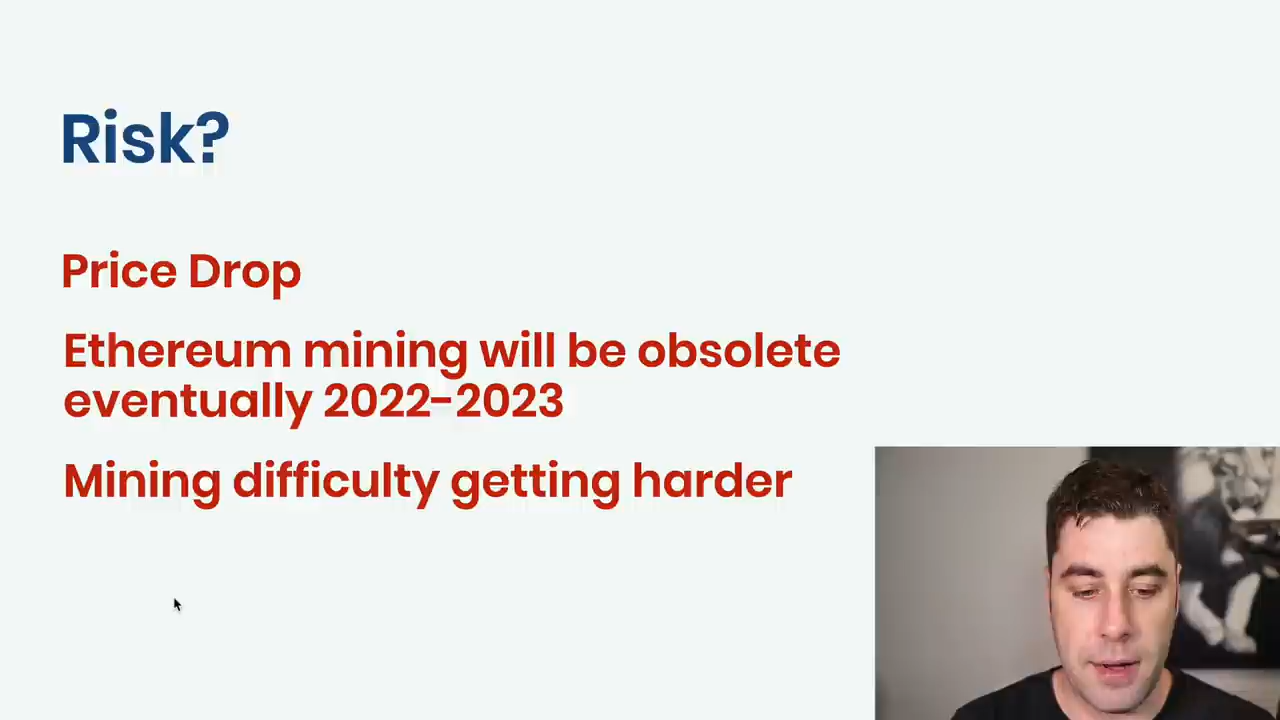 Risk?
Price Drop
Ethereum mining will be obsolete
eventually 2022-2023
Mining difficulty getting harder